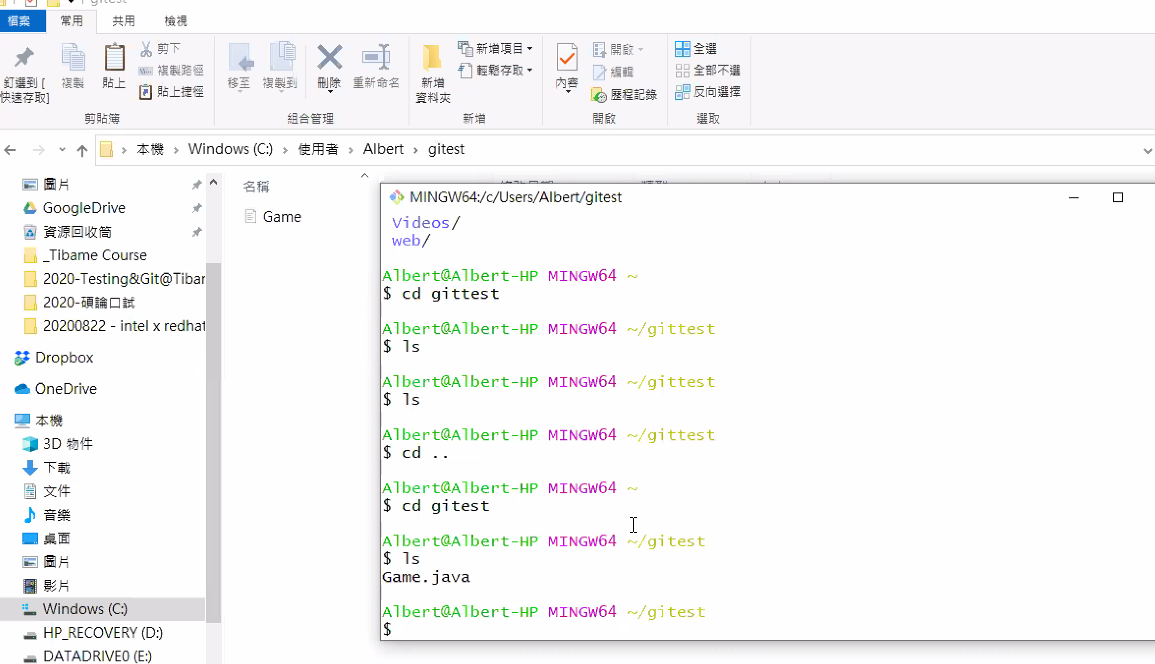 gitest
檔案 常用 共用 檢視
釘選到 [
快速存取]
複製
貼上
剪下
複製路徑
貼上捷徑
剪貼簿
移至
複製到
刪除
重新命名
組合管理
新增
資料夾
新增項目
輕鬆存取
新增
內容
開啟
編輯
歷程記錄
開啟
全選
全部不選
反向選擇
選取
本機 › Windows (C:) › 使用者 › Albert › gitest
圖片
GoogleDrive
資源回收筒
_Tibame Course
2020-Testing&Git@Tibar
2020-碩論口試
20200822 - intel x redhat
Dropbox
OneDrive
本機
3D 物件
下載
文件
音樂
桌面
圖片
影片
Windows (C:)
HP_RECOVERY (D:)
DATADRIVE0 (E:)
名稱
Game
MINGW64:/c/Users/Albert/gitest
Videos/
web/
Albert@Albert-HP MINGW64 ~
$ cd gittest
Albert@Albert-HP MINGW64 ~/gittest
$ ls
Albert@Albert-HP MINGW64 ~/gittest
$ ls
Albert@Albert-HP MINGW64 ~/gittest
$ cd ..
Albert@Albert-HP MINGW64 ~
$ cd gitest
Albert@Albert-HP MINGW64 ~/gitest
$ ls
Game.java
Albert@Albert-HP MINGW64 ~/gitest
$